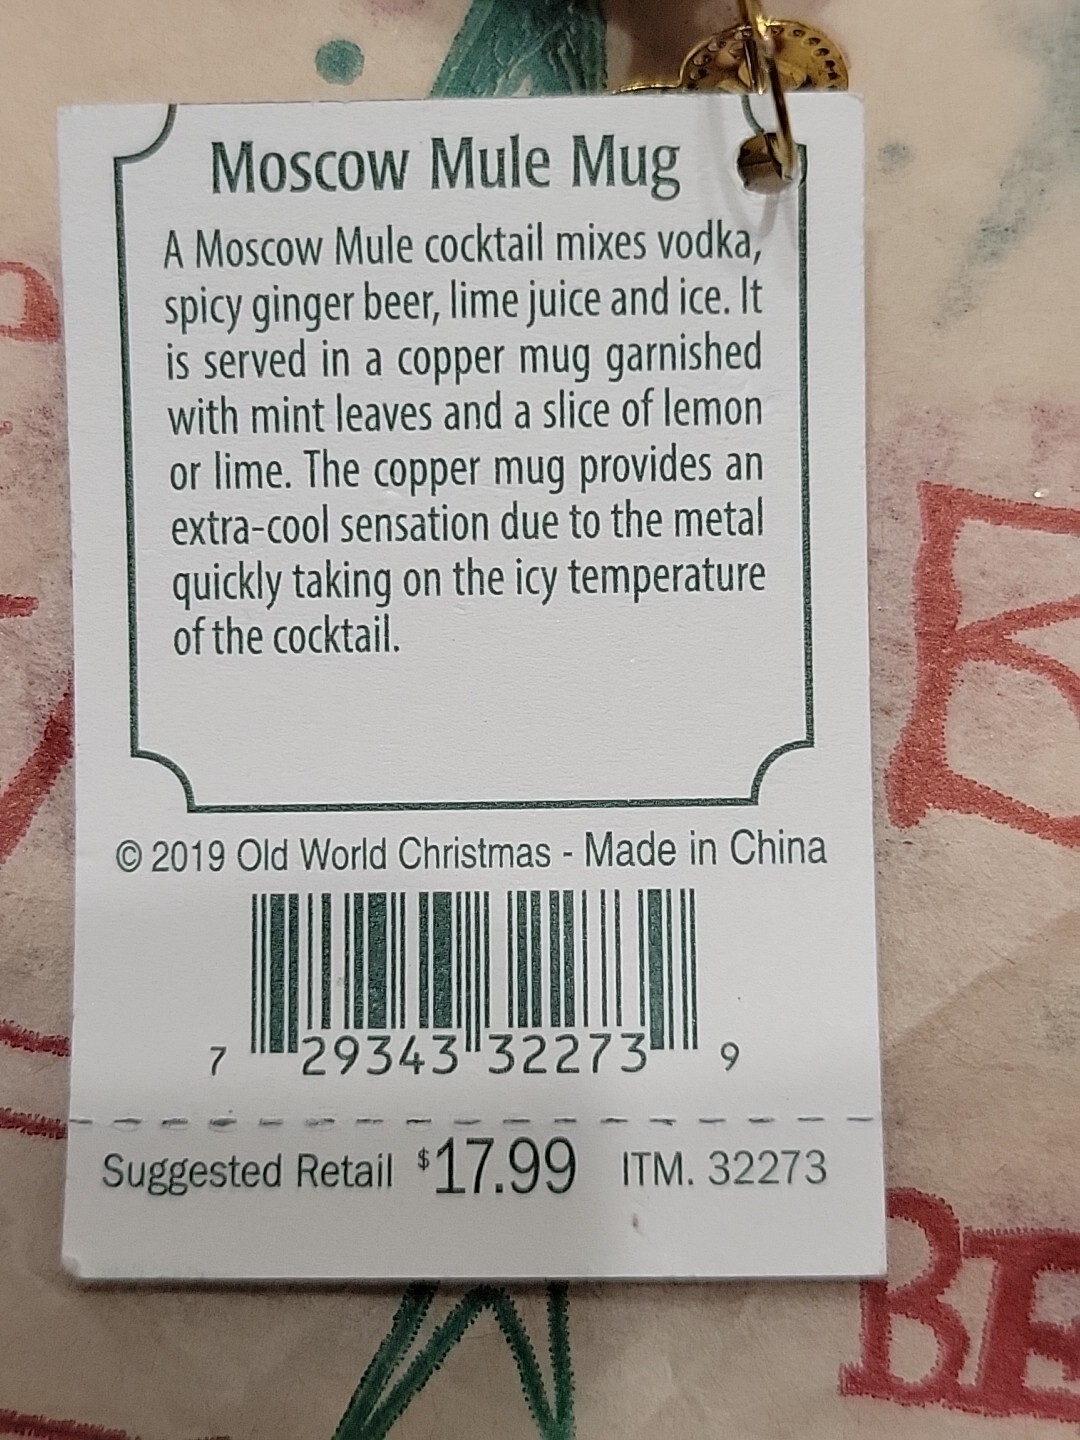 Moscow Mule Mug
A Moscow Mule cocktail mixes vodka,
spicy ginger beer, lime juice and ice. It
is served in a copper mug garnished
with mint leaves and a slice of lemon
or lime. The copper mug provides an
extra-cool sensation due to the metal
quickly taking on the icy temperature
of the cocktail.
© 2019 Old World Christmas - Made in China
7 29343 32273 9
Suggested Retail $17.99 ITM. 32273